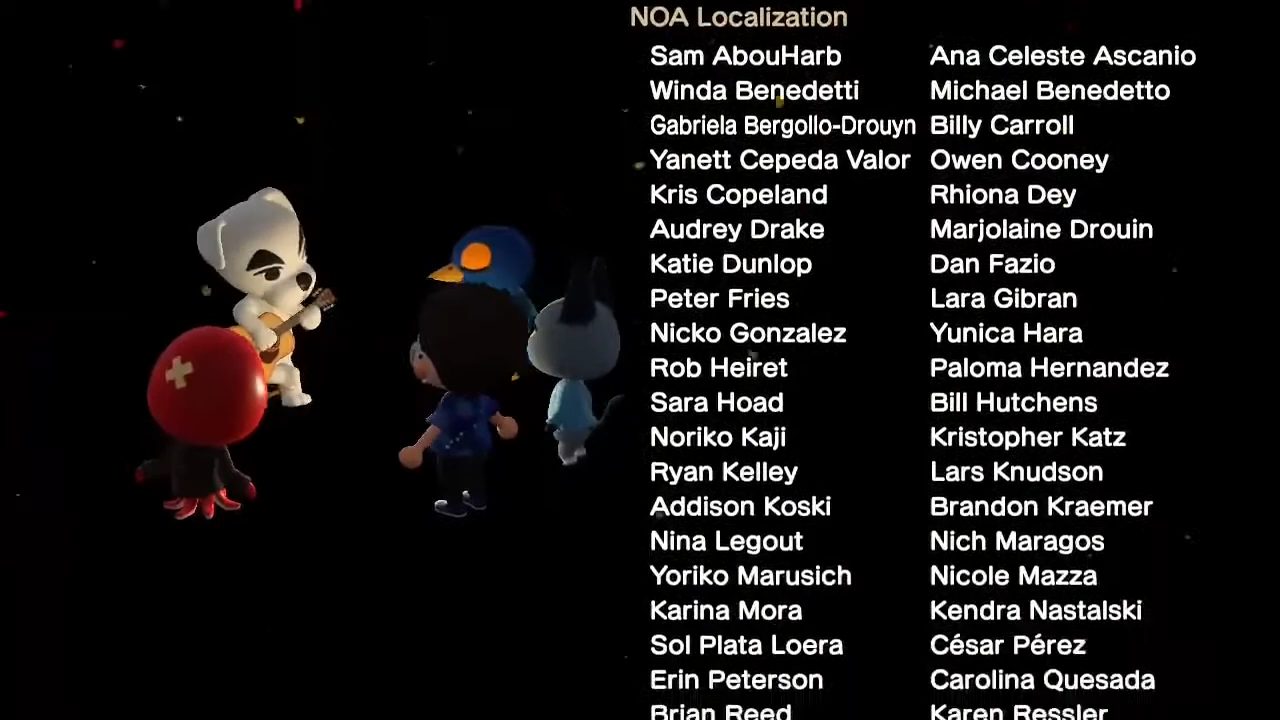 NOA Localization
Sam AbouHarb Ana Celeste Ascanio
Winda Benedetti Michael Benedetto
Gabriela Bergollo-Drouyn Billy Carroll
Yanett Cepeda Valor Owen Cooney
Kris Copeland Rhiona Dey
Audrey Drake Marjolaine Drouin
Katie Dunlop Dan Fazio
Peter Fries Lara Gibran
Nicko Gonzalez Yunica Hara
Rob Heiret Paloma Hernandez
Sara Hoad Bill Hutchens
Noriko Kaji Kristopher Katz
Ryan Kelley Lars Knudson
Addison Koski Brandon Kraemer
Nina Legout Nich Maragos
Yoriko Marusich Nicole Mazza
Karina Mora Kendra Nastalski
Sol Plata Loera César Pérez
Erin Peterson Carolina Quesada
Brian Reed Karen Ressler